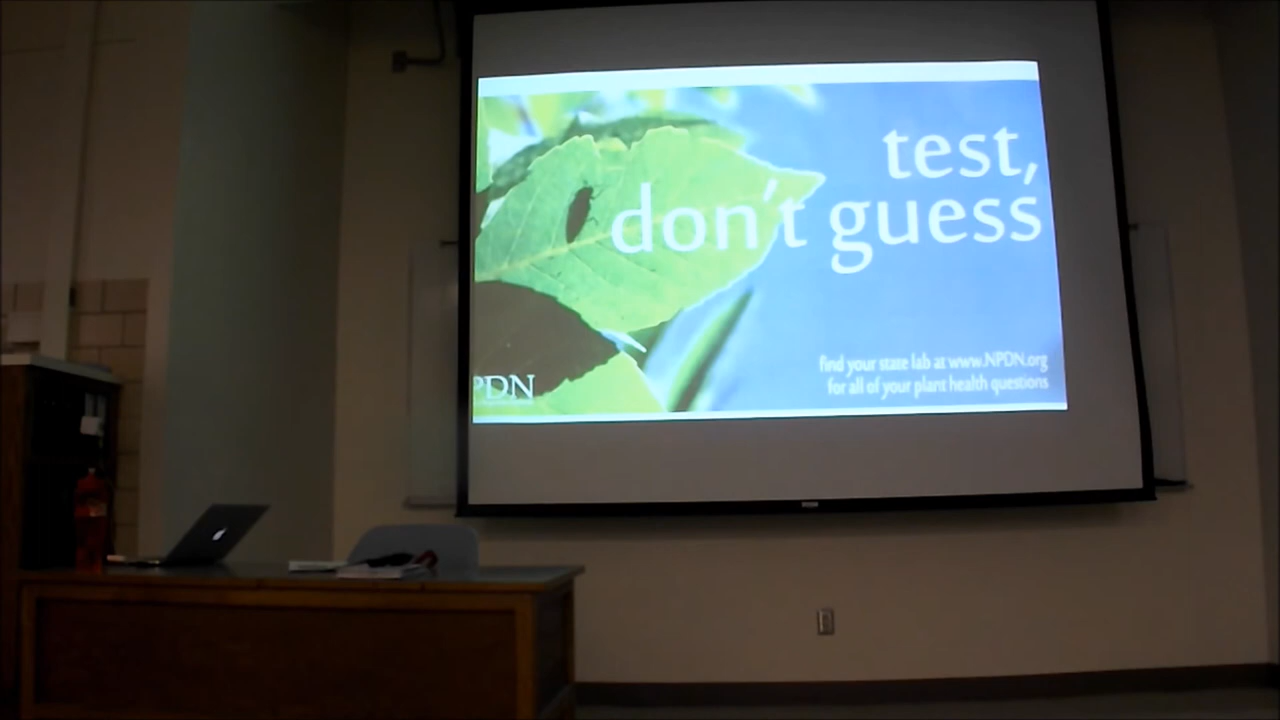 test,
don't guess
find your state lab at www.NPDN.org
for all of your plant health questions
PDN